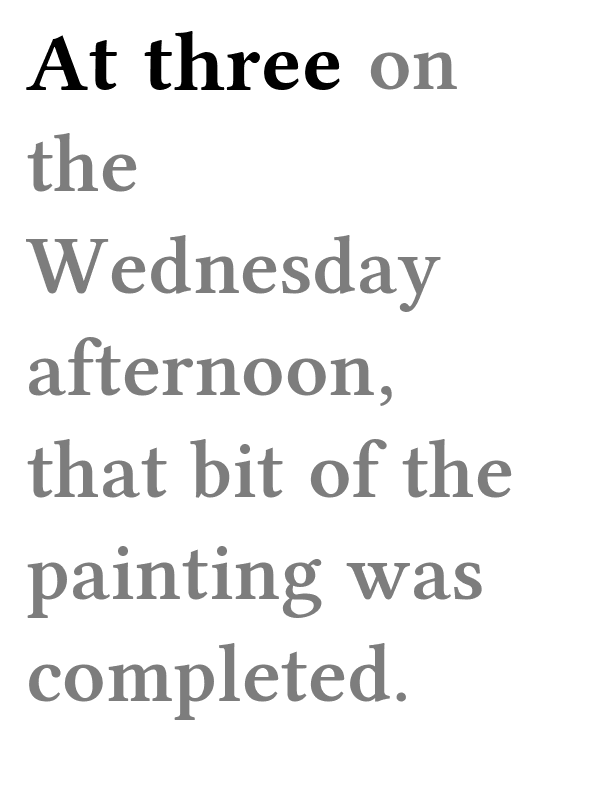 At three on
the
Wednesday
afternoon,
that bit of the
painting was
completed.